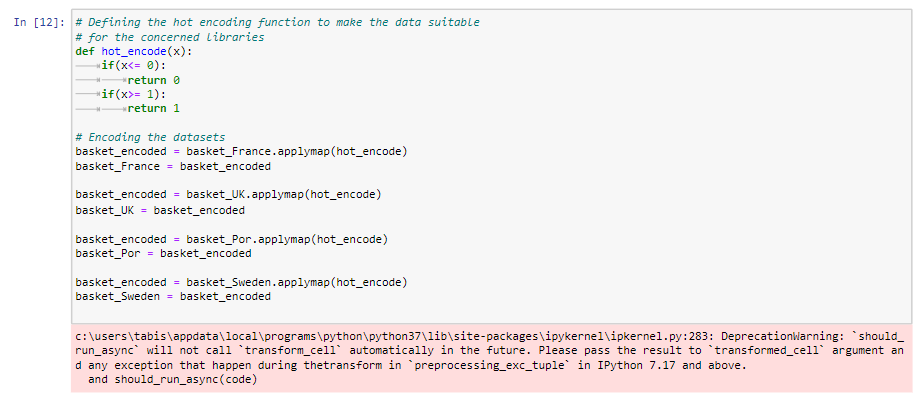 In [12]: # Defining the hot encoding function to make the data suitable
# for the concerned libraries
def hot_encode(x):
if(x<= 0):
return 0
if(x>= 1):
return 1
# Encoding the datasets
basket_encoded = basket_France.applymap(hot_encode)
basket_France = basket_encoded
basket_encoded = basket_UK.applymap(hot_encode)
basket_UK = basket_encoded
basket_encoded = basket_Por.applymap(hot_encode)
basket_Por = basket_encoded
basket_encoded = basket_Sweden.applymap(hot_encode)
basket_Sweden = basket_encoded
c:\users\tabis\appdata\local\programs\python\python37\lib\site-packages\ipykernel\ipkernel.py:283: DeprecationWarning: `should_
run_async` will not call `transform_cell` automatically in the future. Please pass the result to `transformed_cell` argument an
d any exception that happen during thetransform in `preprocessing_exc_tuple` in IPython 7.17 and above.
and should_run_async(code)